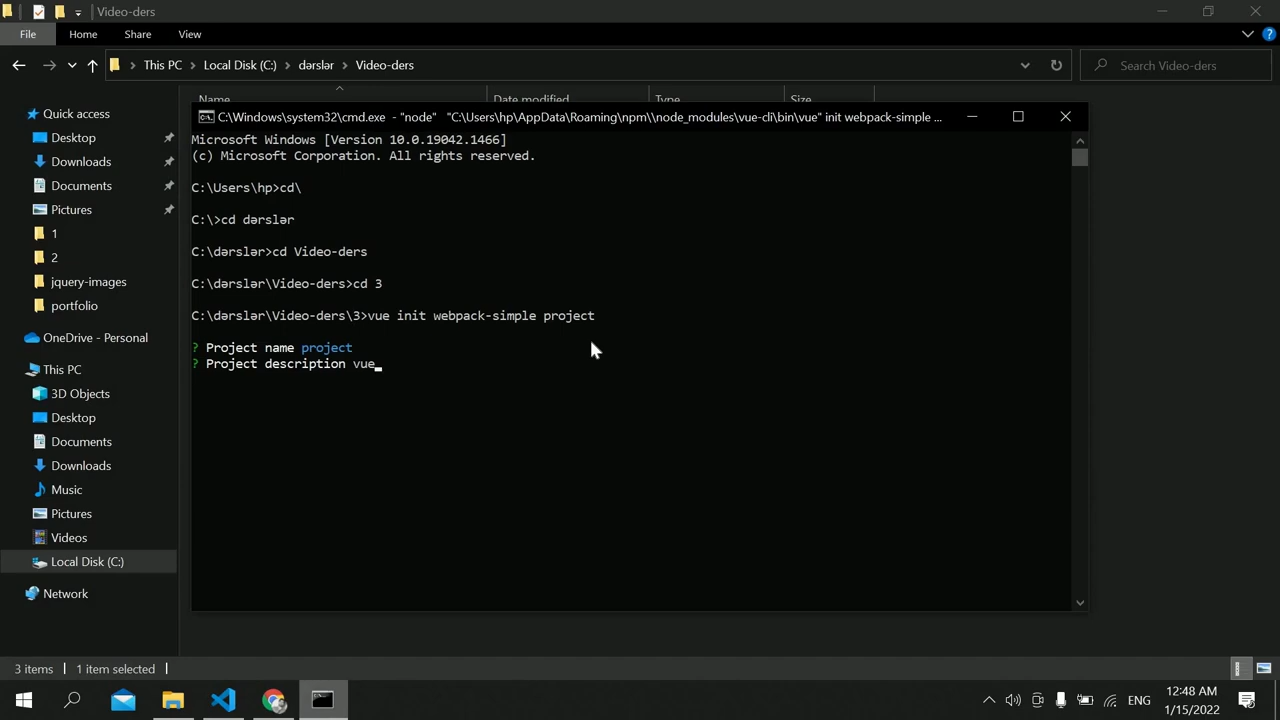 Video-ders
File Home Share View
This PC Local Disk (C:) dərslər Video-ders
Search Video-ders
Name Date modified Type Size
Quick access
Desktop
Downloads
Documents
Pictures
1
2
jquery-images
portfolio
OneDrive - Personal
This PC
3D Objects
Desktop
Documents
Downloads
Music
Pictures
Videos
Local Disk (C:)
Network
C:\Windows\system32\cmd.exe - "node" "C:\Users\hp\AppData\Roaming\npm\\node_modules\vue-cli\bin\vue" init webpack-simple ...
Microsoft Windows [Version 10.0.19042.1466]
(c) Microsoft Corporation. All rights reserved.
C:\Users\hp>cd\
C:\>cd dərslər
C:\dərslər>cd Video-ders
C:\dərslər\Video-ders>cd 3
C:\dərslər\Video-ders\3>vue init webpack-simple project
? Project name project
? Project description vue
3 items 1 item selected
ENG
12:48 AM
1/15/2022